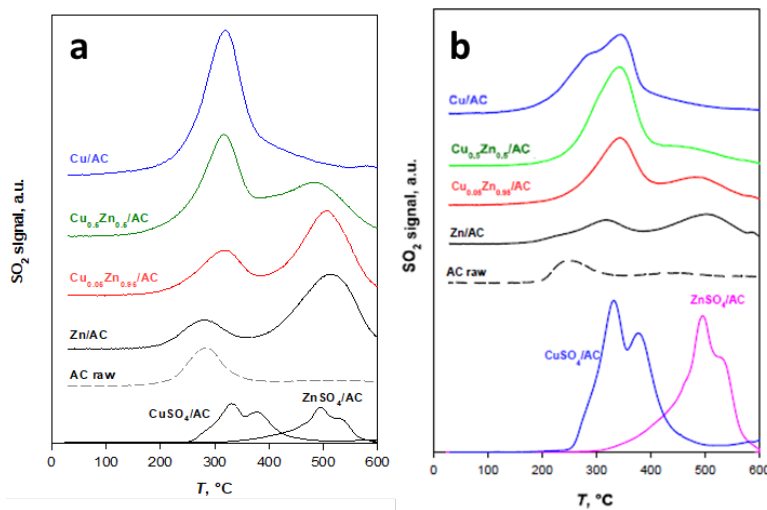 a
SO₂ signal, a.u.
Cu/AC
Cu₀.₅Zn₀.₅/AC
Cu₀.₀₅Zn₀.₉₅/AC
Zn/AC
AC raw
CuSO₄/AC
ZnSO₄/AC
0 100 200 300 400 500 600
T, °C
b
SO₂ signal, a.u.
Cu/AC
Cu₀.₅Zn₀.₅/AC
Cu₀.₀₅Zn₀.₉₅/AC
Zn/AC
AC raw
CuSO₄/AC
ZnSO₄/AC
0 100 200 300 400 500 600
T, °C